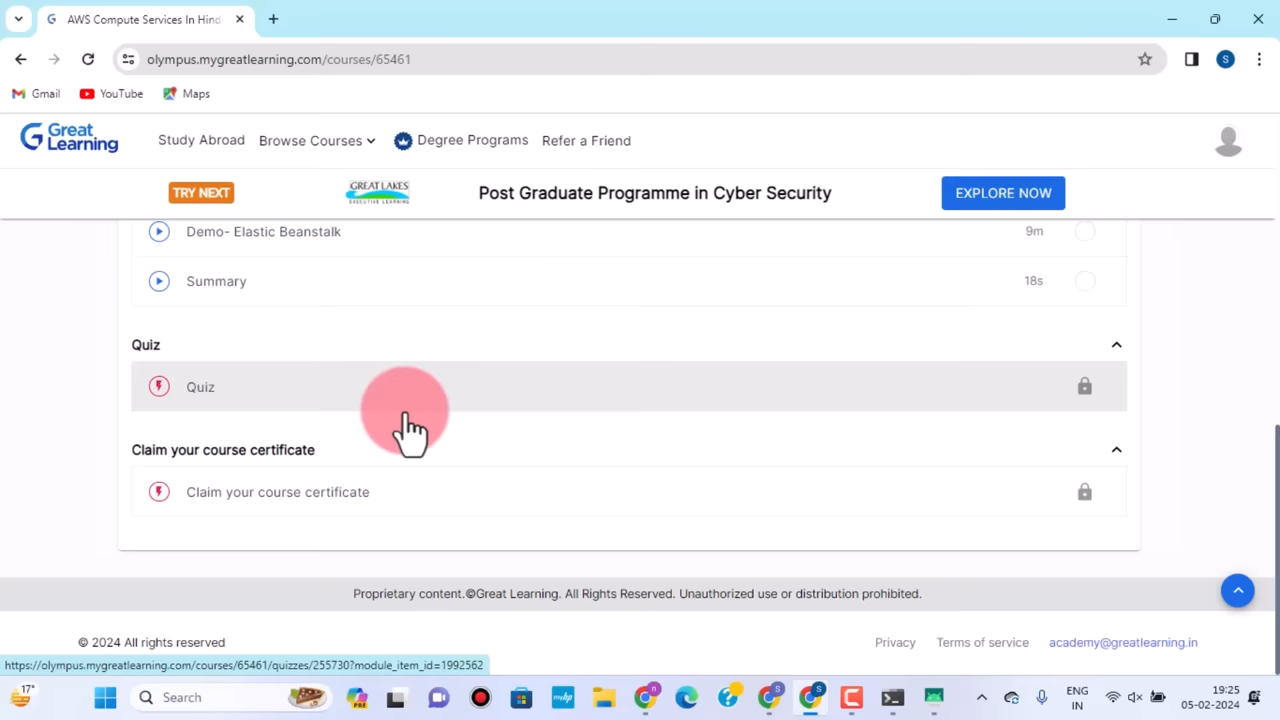 AWS Compute Services In Hind
olympus.mygreatlearning.com/courses/65461
S
Gmail YouTube Maps
Great Learning
Study Abroad Browse Courses Degree Programs Refer a Friend
TRY NEXT GREAT LAKES EXECUTIVE LEARNING Post Graduate Programme in Cyber Security EXPLORE NOW
Demo- Elastic Beanstalk 9m
Summary 18s
Quiz
Quiz
Claim your course certificate
Claim your course certificate
Proprietary content.©Great Learning. All Rights Reserved. Unauthorized use or distribution prohibited.
© 2024 All rights reserved Privacy Terms of service academy@greatlearning.in
https://olympus.mygreatlearning.com/courses/65461/quizzes/255730?module_item_id=1992562
17° Search PRE myhp n S S ENG 19:25
IN 05-02-2024